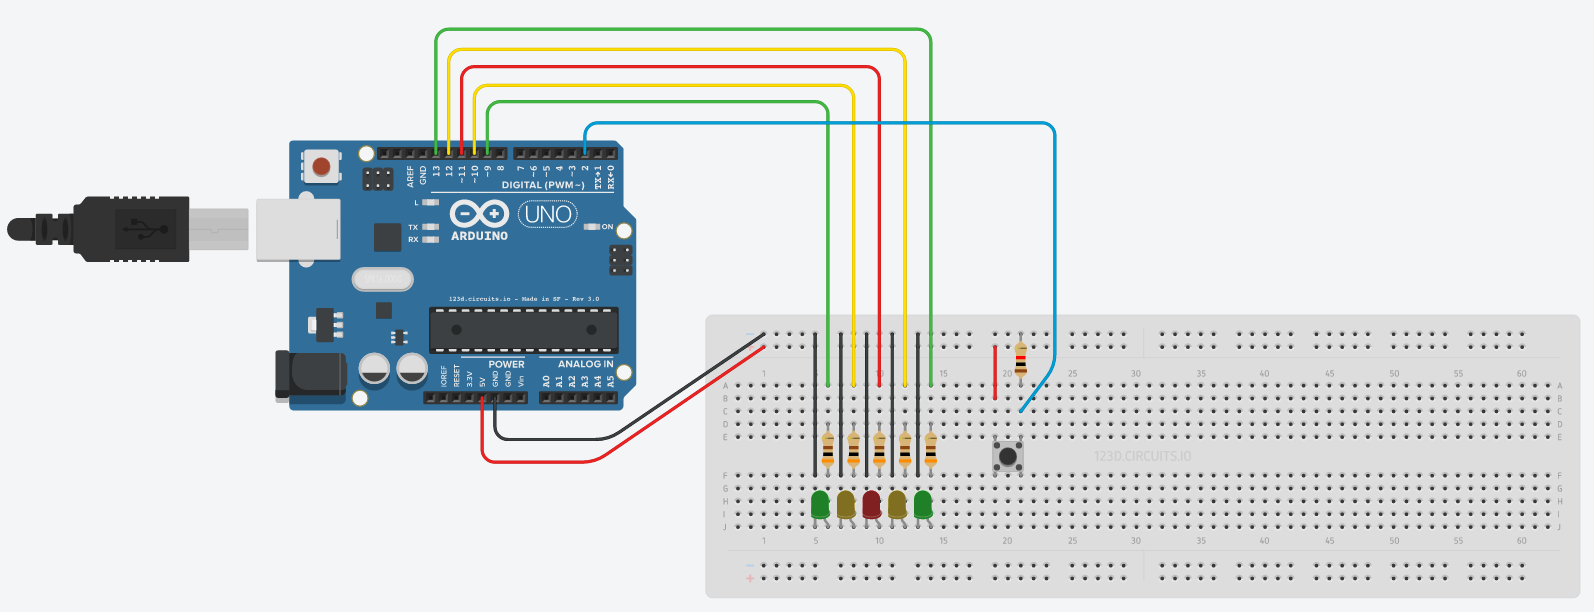 AREF
GND
13
12
~11
~10
~9
8
7
~6
~5
4
~3
2
TX→1
RX←0
DIGITAL (PWM~)
L
TX
RX
ARDUINO
UNO
ON
123d.circuits.io - Made in SF - Rev 3.0
POWER
ANALOG IN
IOREF
RESET
3.3V
5V
GND
GND
Vin
A0
A1
A2
A3
A4
A5
-
+
1 15 20 25 30 35 40 45 50 55 60
A A
B B
C C
D D
E E
123D.CIRCUITS.IO
F F
G G
H H
I I
J J
1 5 10 15 20 25 30 35 40 45 50 55 60
-
+